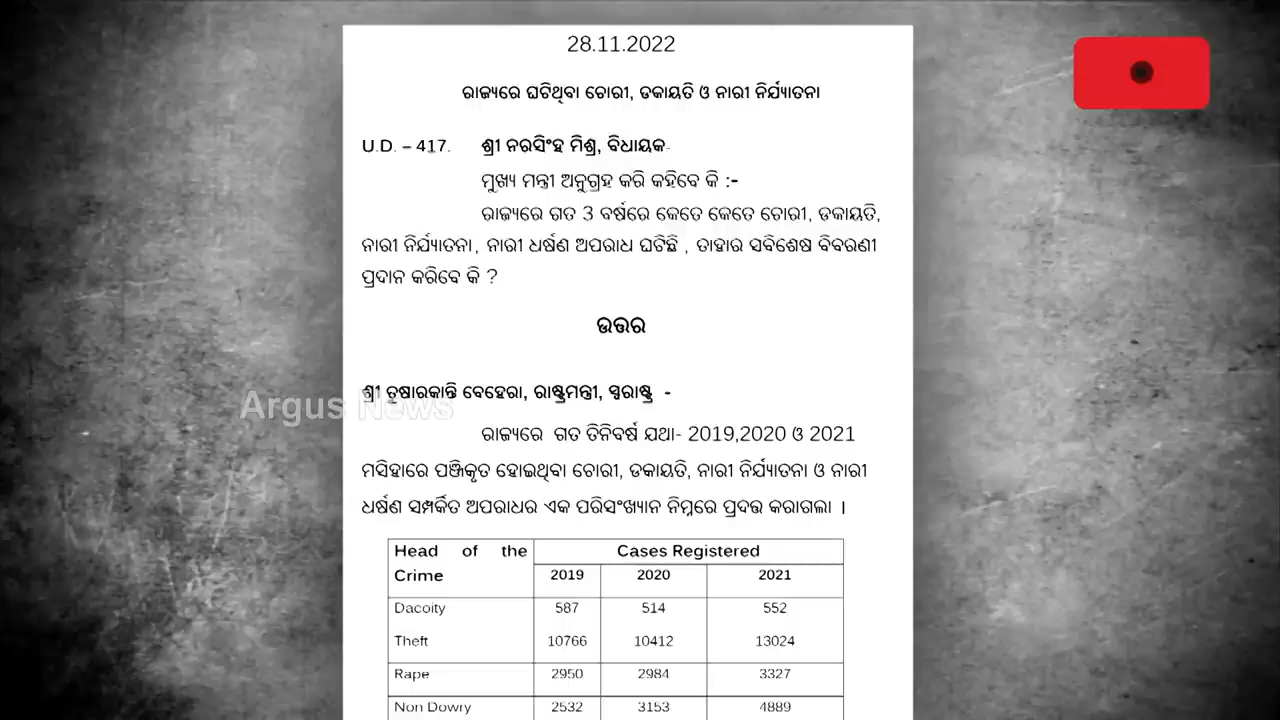 28.11.2022
ରାଜ୍ୟରେ ଘଟିଥିବା ଚୋରୀ, ଡକାୟତି ଓ ନାରୀ ନିର୍ଯ୍ୟାତନା
U.D. – 417. ଶ୍ରୀ ନରସିଂହ ମିଶ୍ର, ବିଧାୟକ-
ମୁଖ୍ୟ ମନ୍ତ୍ରୀ ଅନୁଗ୍ରହ କରି କହିବେ କି :-
ରାଜ୍ୟରେ ଗତ 3 ବର୍ଷରେ କେତେ କେତେ ଚୋରୀ, ଡକାୟତି,
ନାରୀ ନିର୍ଯ୍ୟାତନା , ନାରୀ ଧର୍ଷଣ ଅପରାଧ ଘଟିଛି , ତାହାର ସବିଶେଷ ବିବରଣୀ
ପ୍ରଦାନ କରିବେ କି ?
ଉତ୍ତର
ଶ୍ରୀ ତୁଷାରକାନ୍ତି ବେହେରା, ରାଷ୍ଟ୍ରମନ୍ତ୍ରୀ, ସ୍ଵରାଷ୍ଟ୍ର -
Argus News
ରାଜ୍ୟରେ ଗତ ତିନିବର୍ଷ ଯଥା- 2019,2020 ଓ 2021
ମସିହାରେ ପଞ୍ଜିକୃତ ହୋଇଥିବା ଚୋରୀ, ଡକାୟତି, ନାରୀ ନିର୍ଯ୍ୟାତନା ଓ ନାରୀ
ଧର୍ଷଣ ସମ୍ପର୍କିତ ଅପରାଧର ଏକ ପରିସଂଖ୍ୟାନ ନିମ୍ନରେ ପ୍ରଦତ୍ତ କରାଗଲା ।
Head of the Cases Registered
Crime 2019 2020 2021
Dacoity 587 514 552
Theft 10766 10412 13024
Rape 2950 2984 3327
Non Dowry 2532 3153 4889